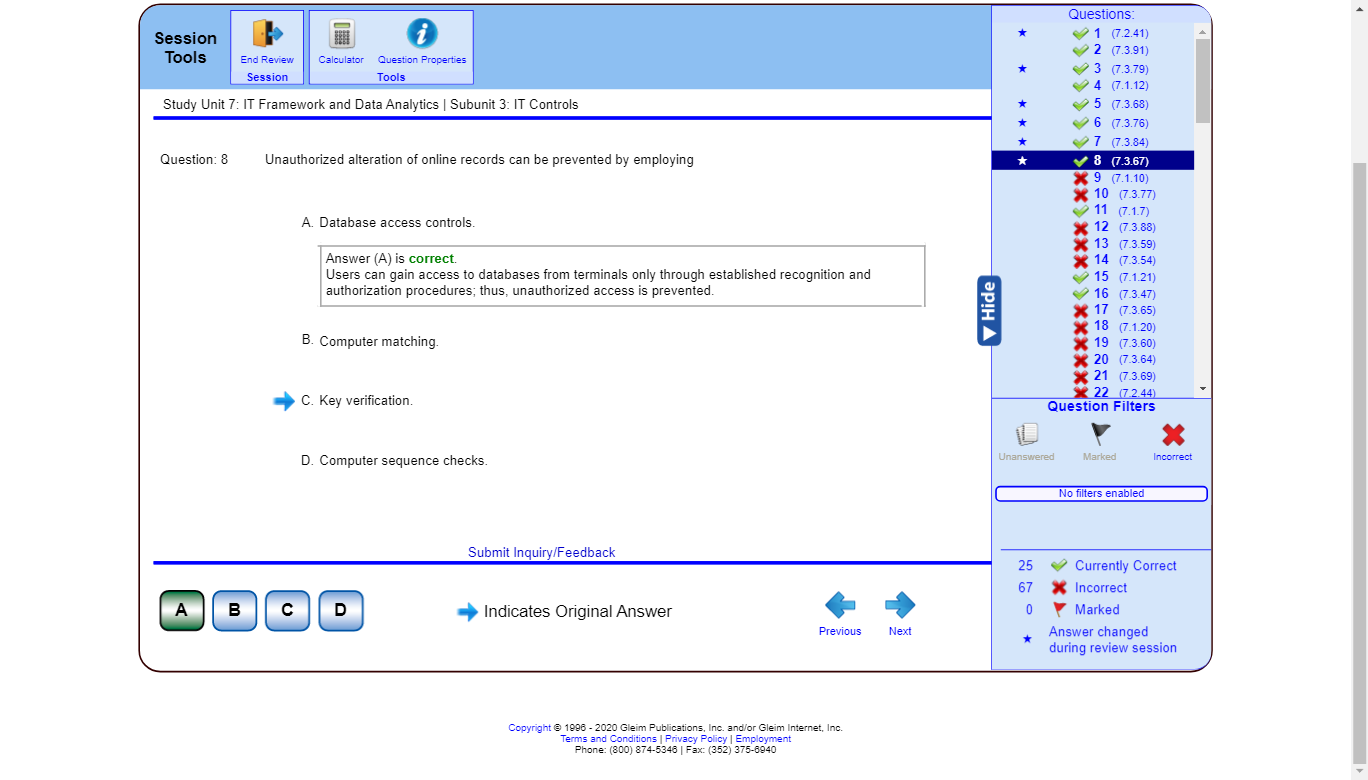 Session Tools
End Review
Session
Calculator
Question Properties
Tools
Study Unit 7: IT Framework and Data Analytics | Subunit 3: IT Controls
Question: 8 Unauthorized alteration of online records can be prevented by employing
A. Database access controls.
Answer (A) is correct.
Users can gain access to databases from terminals only through established recognition and
authorization procedures; thus, unauthorized access is prevented.
B. Computer matching.
C. Key verification.
D. Computer sequence checks.
Submit Inquiry/Feedback
A B C D
Indicates Original Answer
Previous
Next
Questions:
1 (7.2.41)
2 (7.3.91)
3 (7.3.79)
4 (7.1.12)
5 (7.3.68)
6 (7.3.76)
7 (7.3.84)
8 (7.3.67)
9 (7.1.10)
10 (7.3.77)
11 (7.1.7)
12 (7.3.88)
13 (7.3.59)
14 (7.3.54)
15 (7.1.21)
16 (7.3.47)
17 (7.3.65)
18 (7.1.20)
19 (7.3.60)
20 (7.3.64)
21 (7.3.69)
22 (7.2.44)
Hide
Question Filters
Unanswered
Marked
Incorrect
No filters enabled
25 Currently Correct
67 Incorrect
0 Marked
Answer changed
during review session
Copyright © 1996 - 2020 Gleim Publications, Inc. and/or Gleim Internet, Inc.
Terms and Conditions | Privacy Policy | Employment
Phone: (800) 874-5346 | Fax: (352) 375-6940